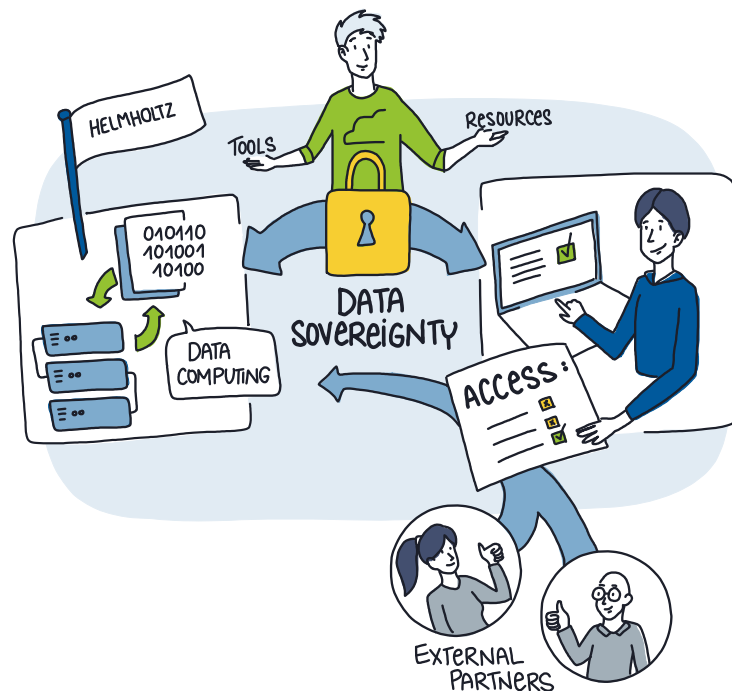 HELMHOLTZ
TOOLS
RESOURCES
010110
101001
10100
DATA
COMPUTING
DATA
SOVEREIGNTY
ACCESS:
EXTERNAL
PARTNERS